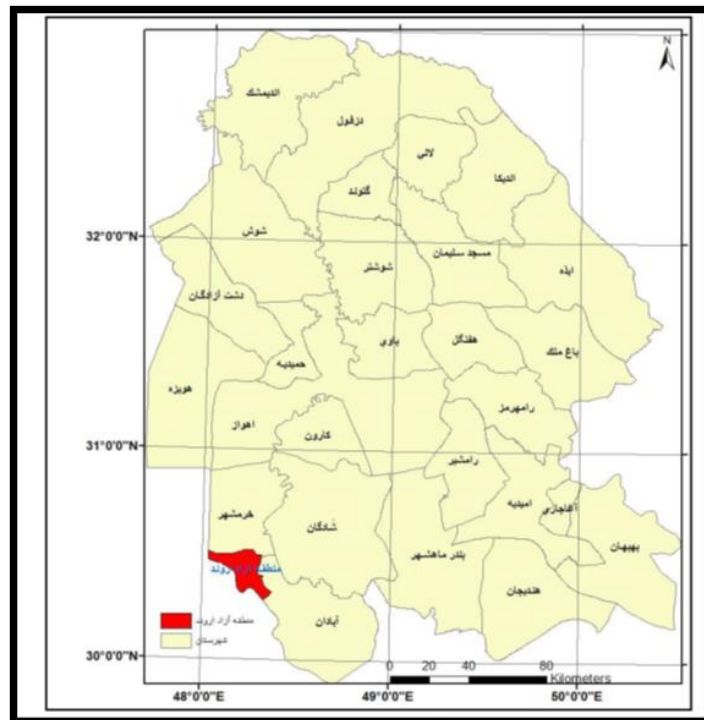 N
اندیمشک
دزفول
لالي
اندیکا
گتوند
شوش
32°0'0"N
شوشتر
مسجد سلیمان
ایذه
دشت آزادگان
باوي
هفتگل
باغ ملک
حمیدیه
هویزه
رامهرمز
اهواز
کارون
31°0'0"N
رامشیر
امیدیه
آغاجاري
خرمشهر
شادگان
بهبهان
بندر ماهشهر
منطقه آزاد اروند
هندیجان
منطقه آزاد اروند
آبادان
شهرستان
30°0'0"N
0 20 40 80
Kilometers
48°0'0"E 49°0'0"E 50°0'0"E